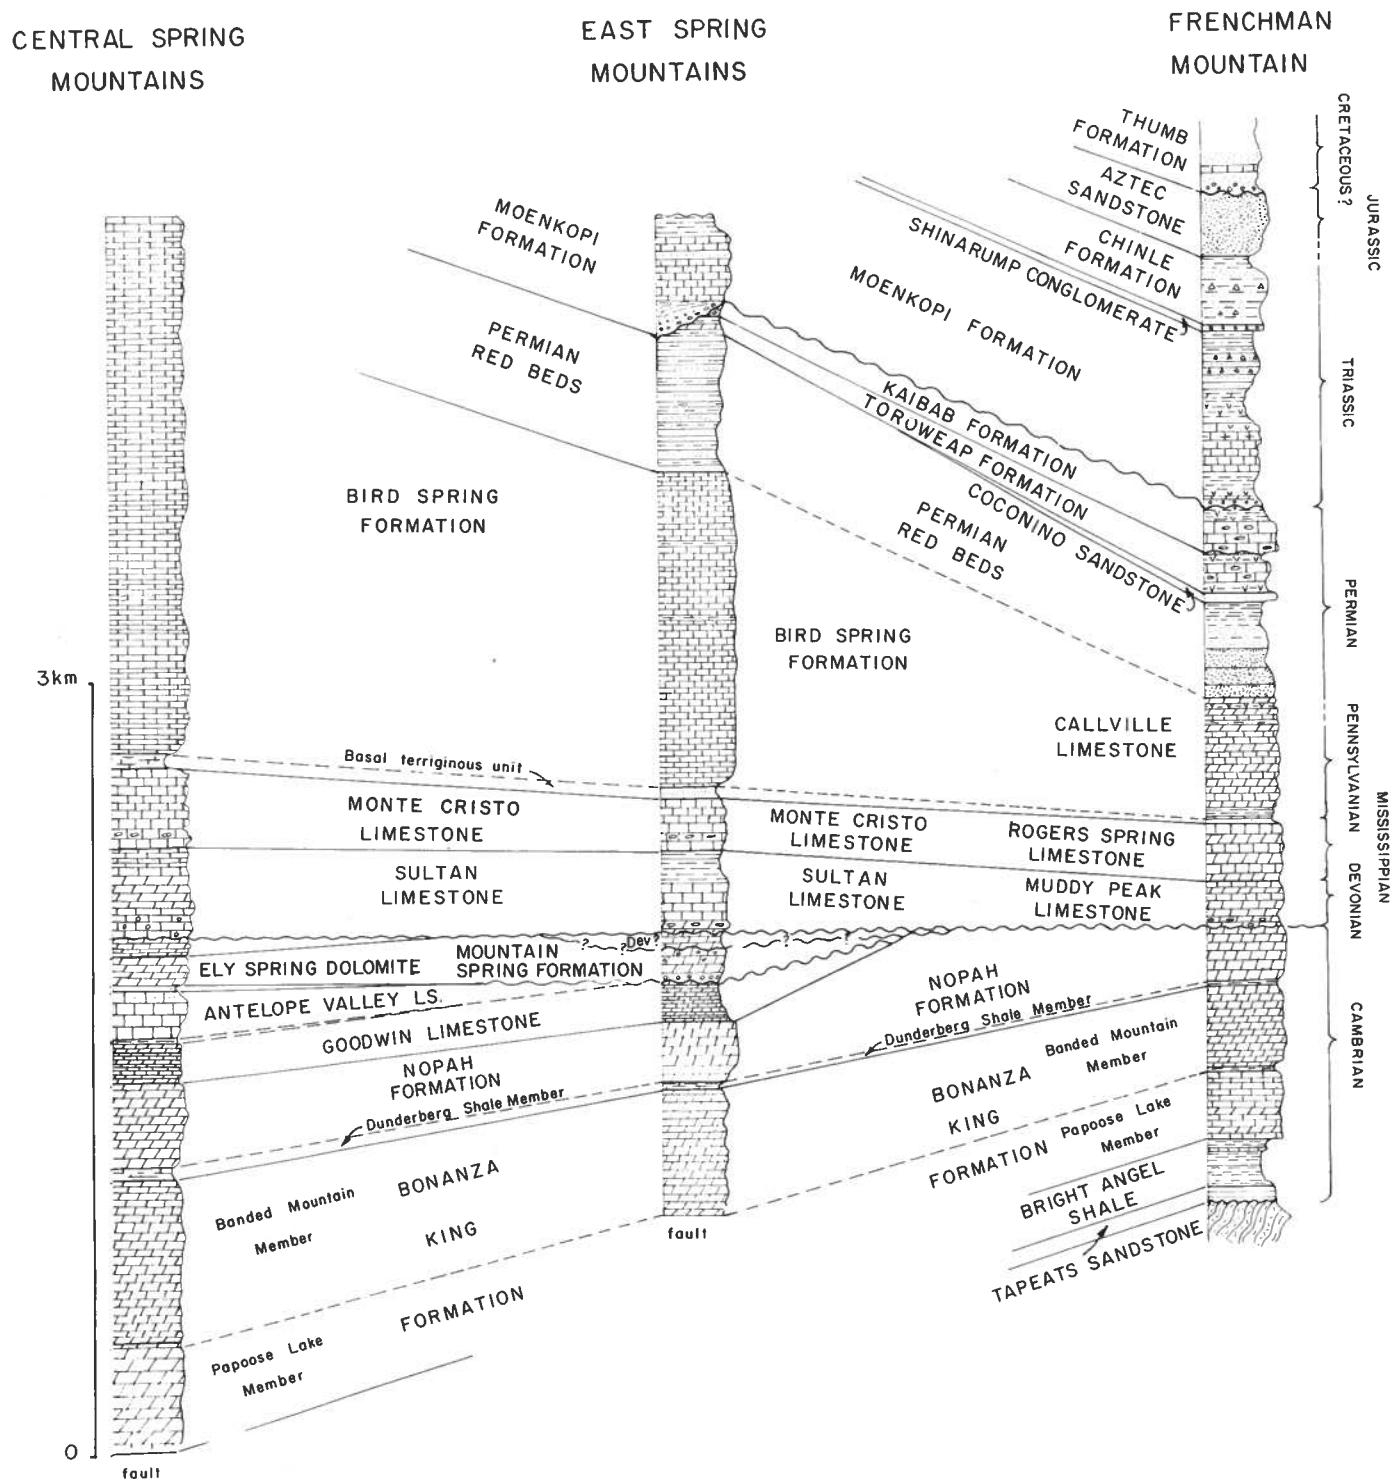 CENTRAL SPRING
MOUNTAINS
EAST SPRING
MOUNTAINS
FRENCHMAN
MOUNTAIN
THUMB
FORMATION
AZTEC
SANDSTONE
CHINLE
FORMATION
SHINARUMP CONGLOMERATE
MOENKOPI FORMATION
MOENKOPI
FORMATION
PERMIAN
RED BEDS
KAIBAB FORMATION
TOROWEAP FORMATION
COCONINO SANDSTONE
PERMIAN
RED BEDS
BIRD SPRING
FORMATION
BIRD SPRING
FORMATION
CALLVILLE
LIMESTONE
3km
Basal terriginous unit
MONTE CRISTO
LIMESTONE
MONTE CRISTO
LIMESTONE
ROGERS SPRING
LIMESTONE
SULTAN
LIMESTONE
SULTAN
LIMESTONE
MUDDY PEAK
LIMESTONE
? ? Dev? ? ?
ELY SPRING DOLOMITE
MOUNTAIN
SPRING FORMATION
ANTELOPE VALLEY LS.
GOODWIN LIMESTONE
NOPAH
FORMATION
NOPAH
FORMATION
Dunderberg Shale Member
Dunderberg Shale Member
Banded Mountain
Member
BONANZA
KING
FORMATION
Banded Mountain
Member
BONANZA
KING
FORMATION
Papoose Lake
Member
Papoose Lake
Member
BRIGHT ANGEL
SHALE
TAPEATS SANDSTONE
fault
fault
0
CRETACEOUS?
JURASSIC
TRIASSIC
PERMIAN
PENNSYLVANIAN
MISSISSIPPIAN
DEVONIAN
CAMBRIAN